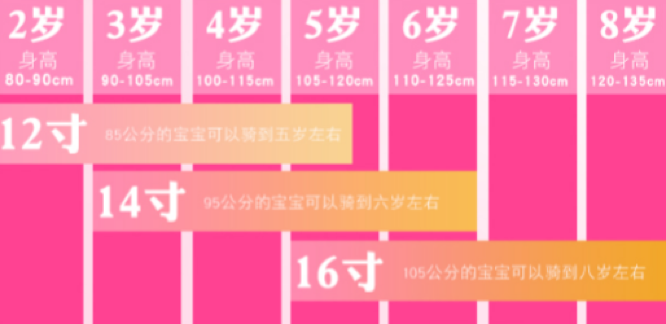 2岁 3岁 4岁 5岁 6岁 7岁 8岁
身高 身高 身高 身高 身高 身高 身高
80-90cm 90-105cm 100-115cm 105-120cm 110-125cm 115-130cm 120-135cm
12寸 85公分的宝宝可以骑到五岁左右
14寸 95公分的宝宝可以骑到六岁左右
16寸 105公分的宝宝可以骑到八岁左右